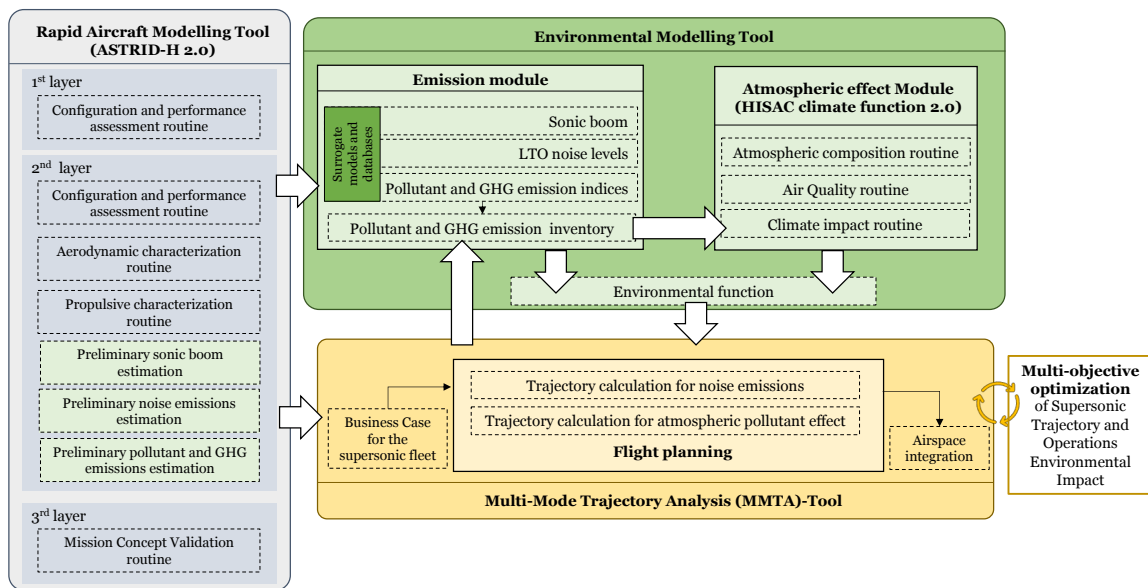 Rapid Aircraft Modelling Tool
(ASTRID-H 2.0)
1st layer
Configuration and performance
assessment routine
2nd layer
Configuration and performance
assessment routine
Aerodynamic characterization
routine
Propulsive characterization
routine
Preliminary sonic boom
estimation
Preliminary noise emissions
estimation
Preliminary pollutant and GHG
emissions estimation
3rd layer
Mission Concept Validation
routine
Environmental Modelling Tool
Emission module
Surrogate
models and
databases
Sonic boom
LTO noise levels
Pollutant and GHG emission indices
Pollutant and GHG emission inventory
Atmospheric effect Module
(HISAC climate function 2.0)
Atmospheric composition routine
Air Quality routine
Climate impact routine
Environmental function
Business Case
for the
supersonic fleet
Trajectory calculation for noise emissions
Trajectory calculation for atmospheric pollutant effect
Flight planning
Airspace
integration
Multi-Mode Trajectory Analysis (MMTA)-Tool
Multi-objective
optimization
of Supersonic
Trajectory and
Operations
Environmental
Impact